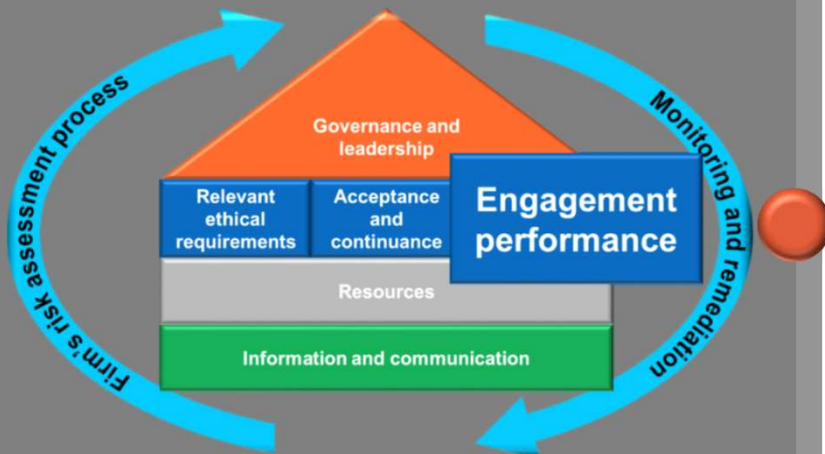 Firm's risk assessment process
Governance and
leadership
Monitoring and remediation
Relevant
ethical
requirements
Acceptance
and
continuance
Engagement
performance
Resources
Information and communication